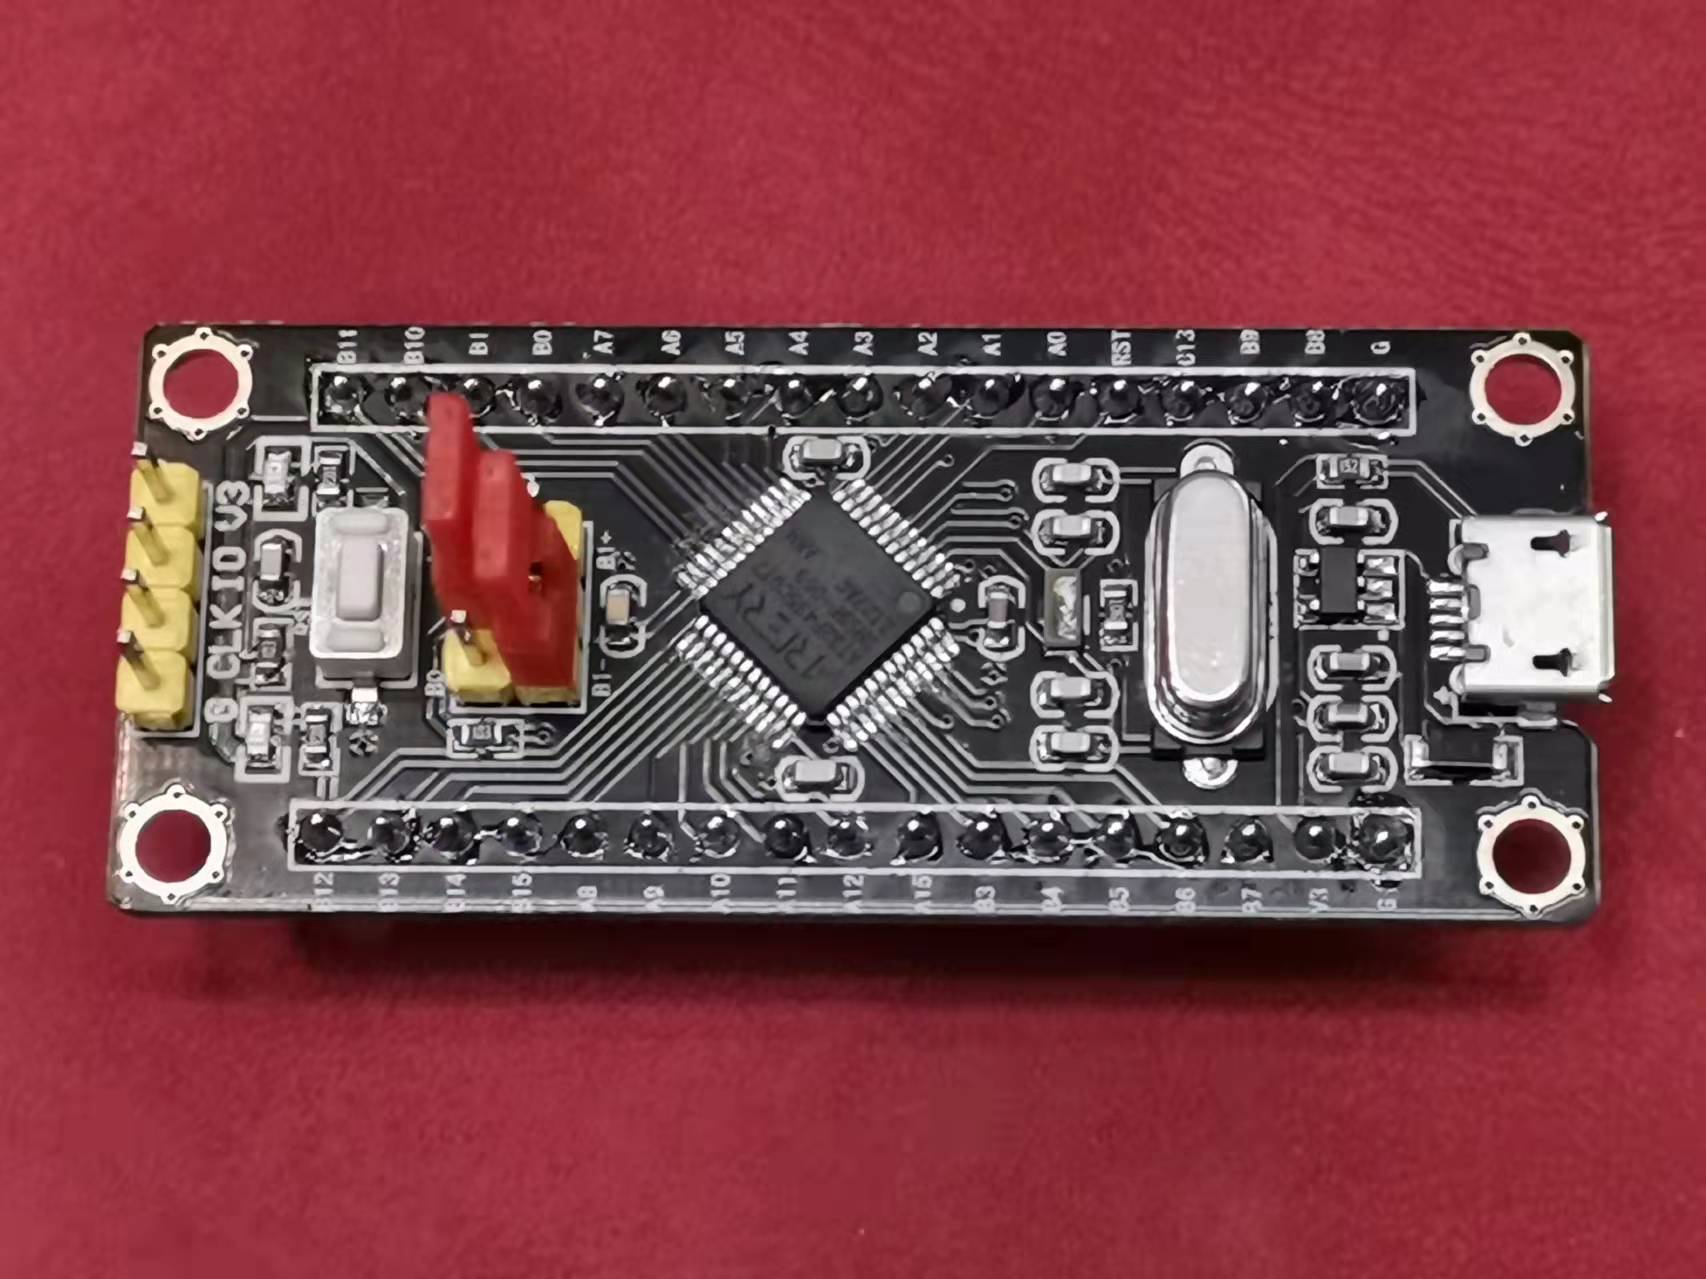 B11 B10 B1 B0 A7 A6 A5 A4 A3 A2 A1 A0 RST C13 B9 B8 G
G CLK IO V3
B1+
B1-
B0
B12 B13 B14 B15 A8 A9 A10 A11 A12 A15 B3 B4 B5 B6 B7 V3 G